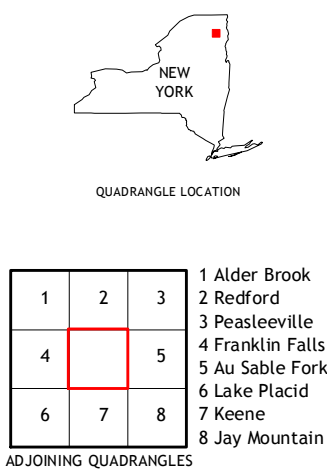 NEW
YORK
QUADRANGLE LOCATION
1 2 3
4 5
6 7 8
1 Alder Brook
2 Redford
3 Peasleeville
4 Franklin Falls
5 Au Sable Fork
6 Lake Placid
7 Keene
8 Jay Mountain
ADJOINING QUADRANGLES